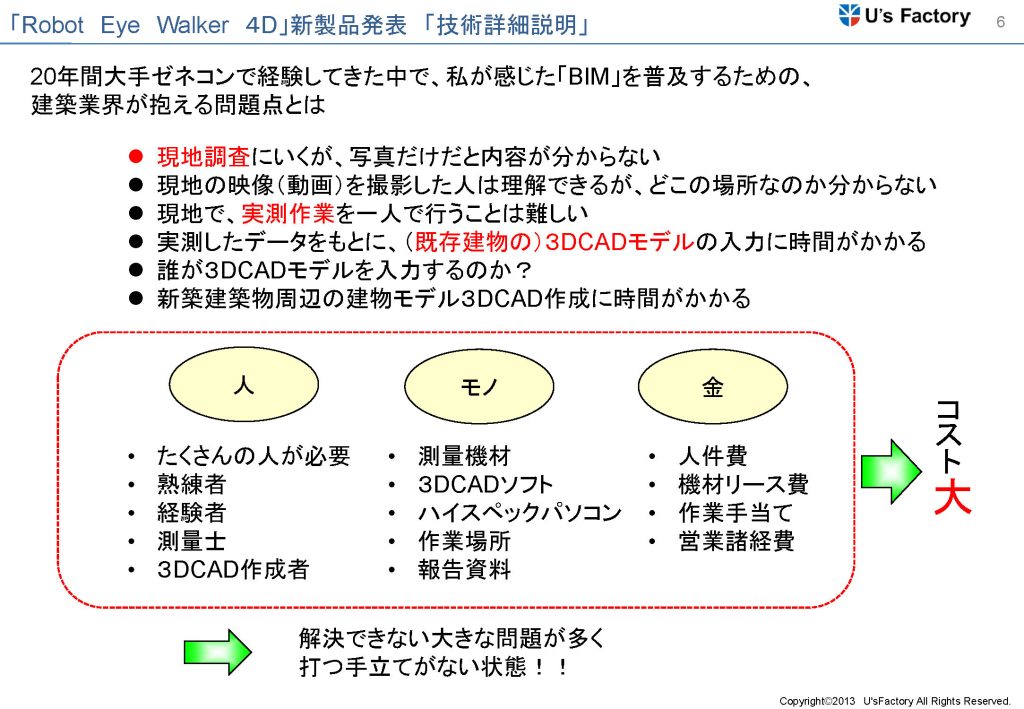 「Robot Eye Walker 4D」新製品発表 「技術詳細説明」
U's Factory
6
20年間大手ゼネコンで経験してきた中で、私が感じた「BIM」を普及するための、
建築業界が抱える問題点とは
● 現地調査にいくが、写真だけだと内容が分からない
● 現地の映像（動画）を撮影した人は理解できるが、どこの場所なのか分からない
● 現地で、実測作業を一人で行うことは難しい
● 実測したデータをもとに、（既存建物の）3DCADモデルの入力に時間がかかる
● 誰が3DCADモデルを入力するのか？
● 新築建築物周辺の建物モデル3DCAD作成に時間がかかる
人
・ たくさんの人が必要
・ 熟練者
・ 経験者
・ 測量士
・ 3DCAD作成者
モノ
・ 測量機材
・ 3DCADソフト
・ ハイスペックパソコン
・ 作業場所
・ 報告資料
金
・ 人件費
・ 機材リース費
・ 作業手当て
・ 営業諸経費
コスト大
解決できない大きな問題が多く
打つ手立てがない状態！！
Copyright©2013 U'sFactory All Rights Reserved.